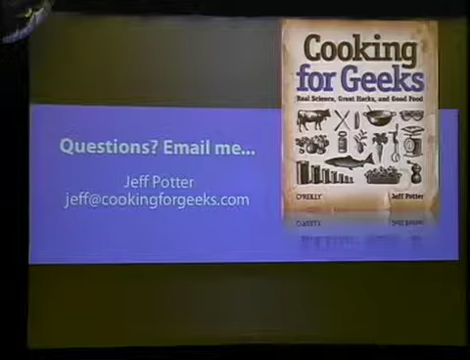 Cooking
for Geeks
Real Science, Great Hacks, and Good Food
Questions? Email me...
Jeff Potter
jeff@cookingforgeeks.com
O'REILLY
Jeff Potter